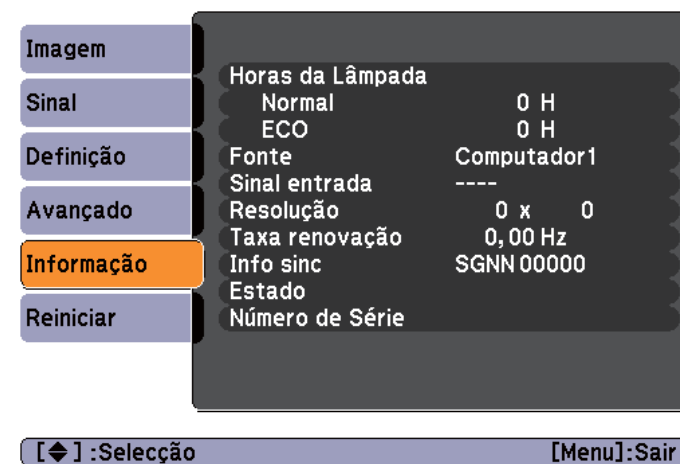 Imagem
Sinal
Definição
Avançado
Informação
Reiniciar
Horas da Lâmpada
Normal 0 H
ECO 0 H
Fonte Computador1
Sinal entrada ----
Resolução 0 x 0
Taxa renovação 0,00 Hz
Info sinc SGNN 00000
Estado
Número de Série
[◆] :Selecção [Menu]:Sair